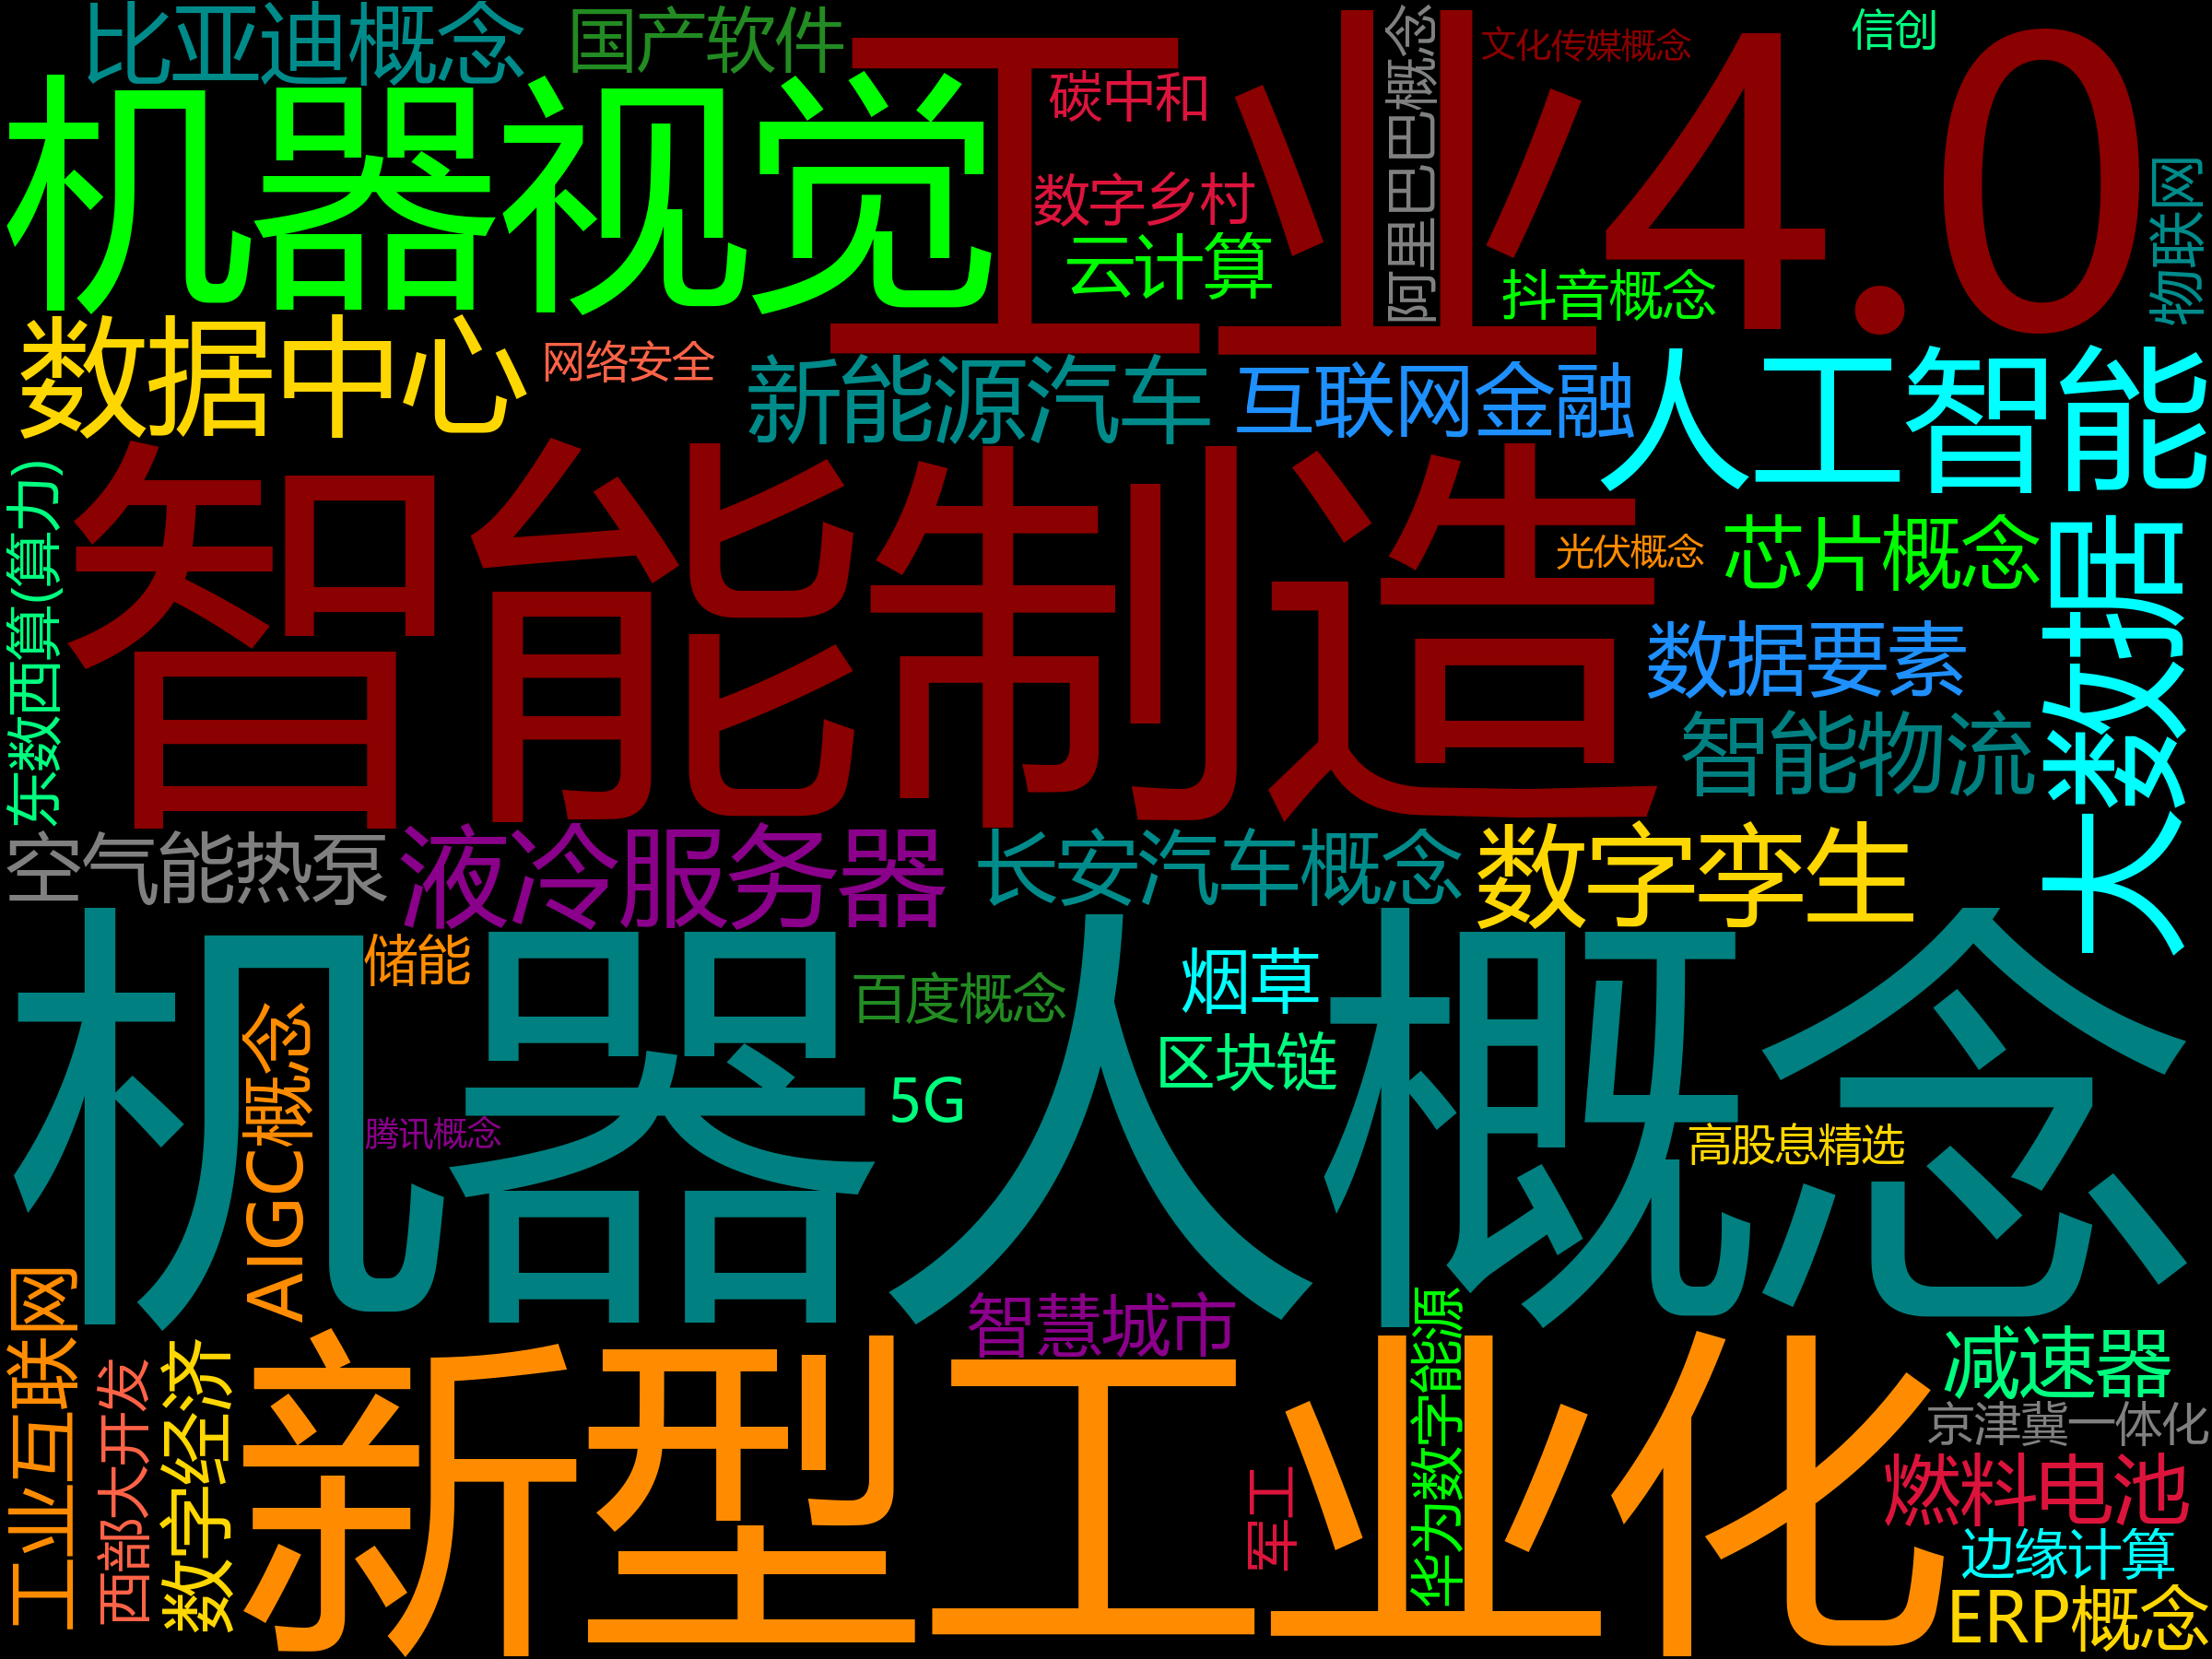 比亚迪概念
国产软件
工业4.0
阿里巴巴概念
文化传媒概念
信创
机器视觉
碳中和
数字乡村
云计算
抖音概念
物联网
数据中心
网络安全
新能源汽车
互联网金融
人工智能
东数西算(算力)
智能制造
光伏概念
芯片概念
大数据
数据要素
智能物流
空气能热泵
液冷服务器
长安汽车概念
数字孪生
机器人概念
储能
百度概念
烟草
区块链
AIGC概念
5G
腾讯概念
高股息精选
工业互联网
西部大开发
数字经济
新型工业化
智慧城市
军工
华为数字能源
减速器
京津冀一体化
燃料电池
边缘计算
ERP概念